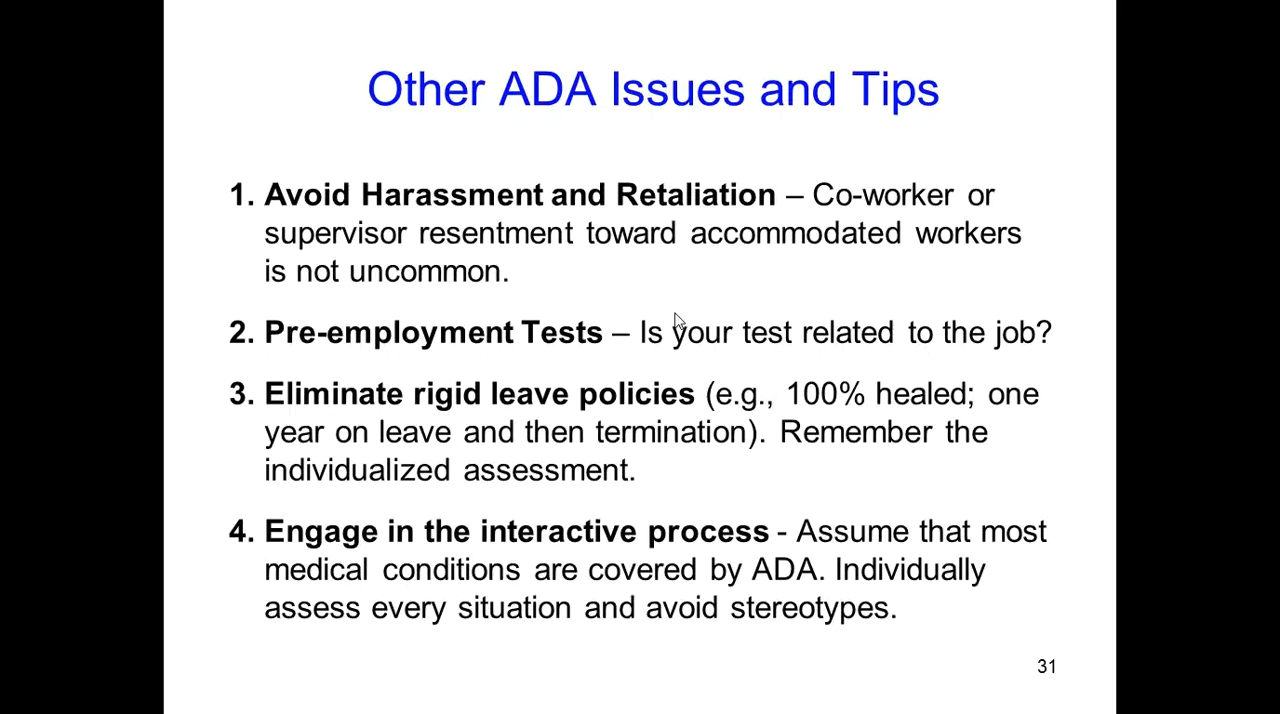 Other ADA Issues and Tips
1. Avoid Harassment and Retaliation – Co-worker or
supervisor resentment toward accommodated workers
is not uncommon.
2. Pre-employment Tests – Is your test related to the job?
3. Eliminate rigid leave policies (e.g., 100% healed; one
year on leave and then termination). Remember the
individualized assessment.
4. Engage in the interactive process - Assume that most
medical conditions are covered by ADA. Individually
assess every situation and avoid stereotypes.
31